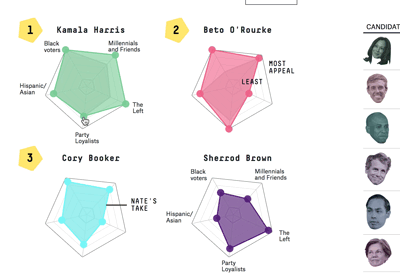 1 Kamala Harris
Black
voters
Millennials
and Friends
Hispanic/
Asian
The
Left
Party
Loyalists
2 Beto O'Rourke
MOST
APPEAL
LEAST
CANDIDAT
3 Cory Booker
NATE'S
TAKE
Sherrod Brown
Black
voters
Millennials
and Friends
Hispanic/
Asian
The
Left
Party
Loyalists